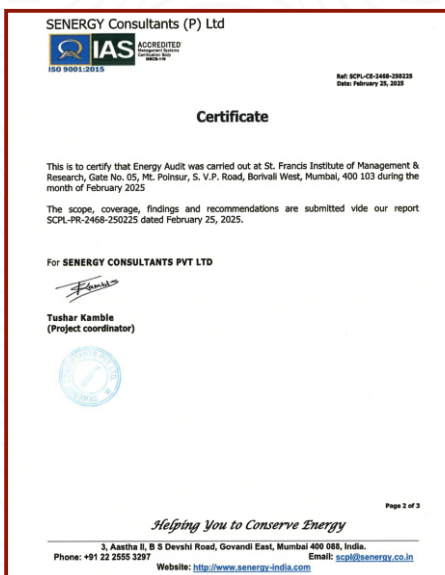 SENERGY Consultants (P) Ltd
IAS ACCREDITED
Management Systems
Certification Body
MSCB-119
ISO 9001:2015
Ref: SCPL-CE-2468-250225
Date: February 25, 2025
Certificate
This is to certify that Energy Audit was carried out at St. Francis Institute of Management &
Research, Gate No. 05, Mt. Poinsur, S. V.P. Road, Borivali West, Mumbai, 400 103 during the
month of February 2025
The scope, coverage, findings and recommendations are submitted vide our report
SCPL-PR-2468-250225 dated February 25, 2025.
For SENERGY CONSULTANTS PVT LTD
Tushar Kamble
(Project coordinator)
Page 2 of 3
Helping You to Conserve Energy
3, Aastha II, B S Devshi Road, Govandi East, Mumbai 400 088, India.
Phone: +91 22 2555 3297 Email: scpl@senergy.co.in
Website: http://www.senergy-india.com